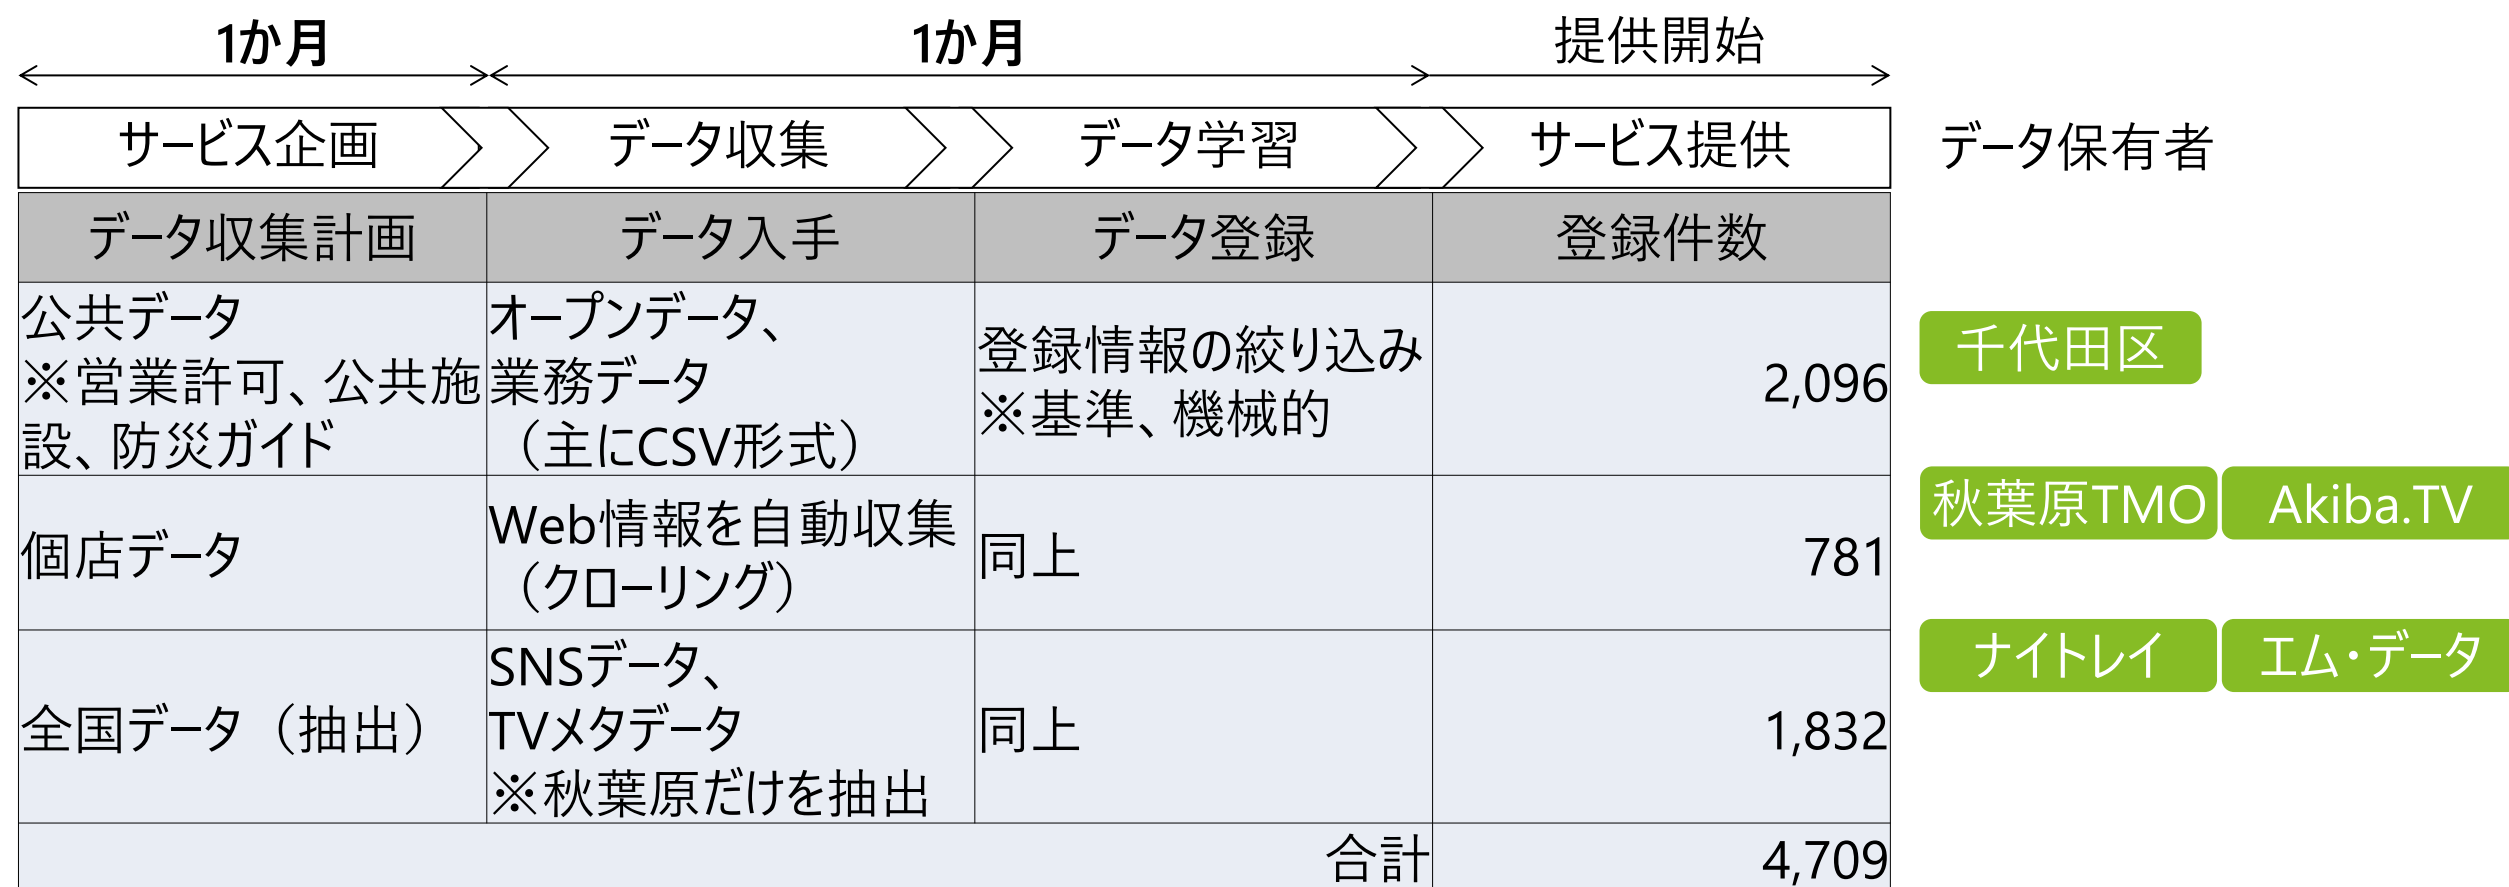 1か月
1か月
提供開始
サービス企画
データ収集
データ学習
サービス提供
データ保有者
データ収集計画
データ入手
データ登録
登録件数
公共データ
※営業許可、公共施
設、防災ガイド
オープンデータ、
業務データ
（主にCSV形式）
登録情報の絞り込み
※基準、機械的
2,096
千代田区
個店データ
Web情報を自動収集
（クローリング）
同上
781
秋葉原TMO
Akiba.TV
全国データ（抽出）
SNSデータ、
TVメタデータ
※秋葉原だけを抽出
同上
1,832
ナイトレイ
エム・データ
合計
4,709